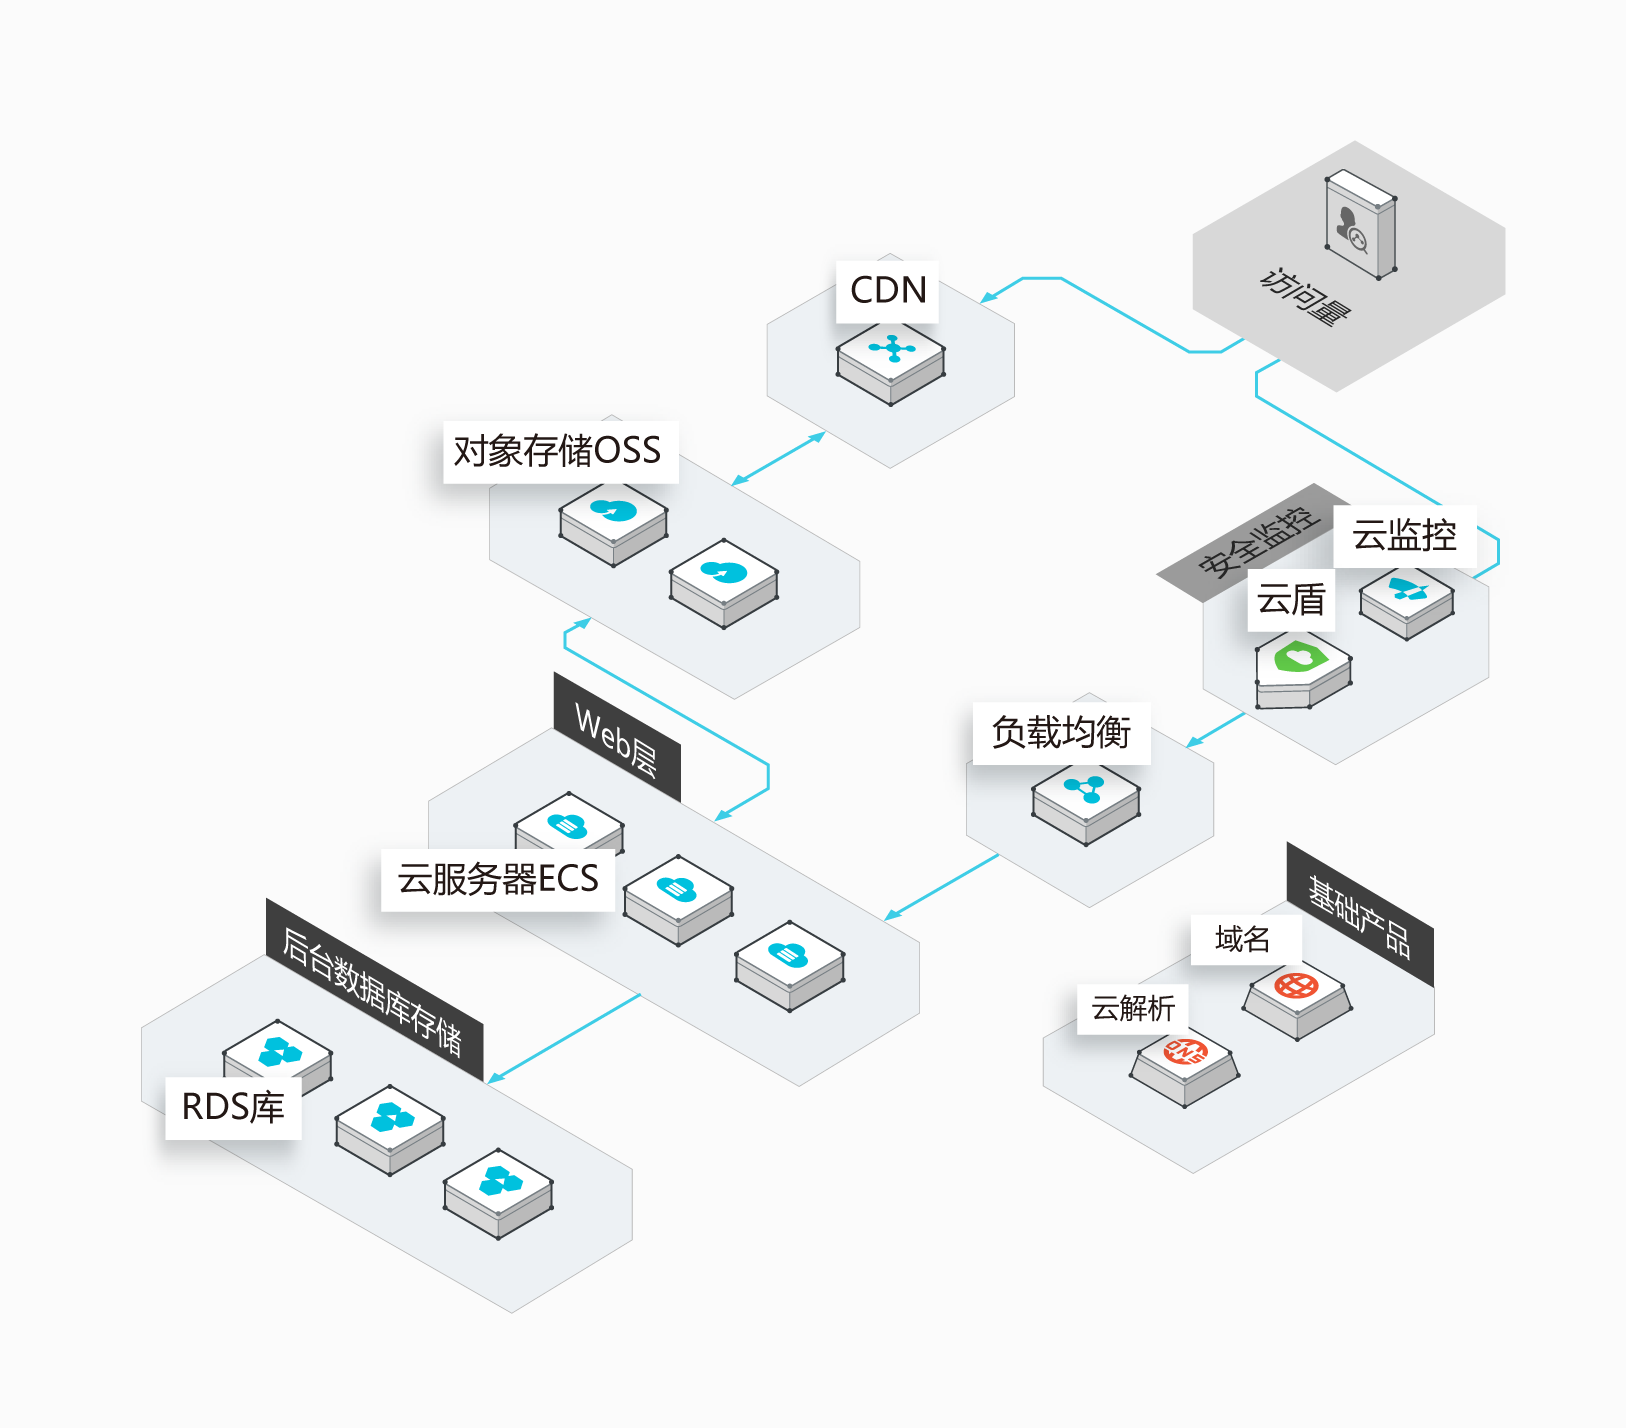 访问量
CDN
对象存储OSS
安全监控
云监控
云盾
Web层
负载均衡
云服务器ECS
基础产品
域名
云解析
ONS
后台数据库存储
RDS库